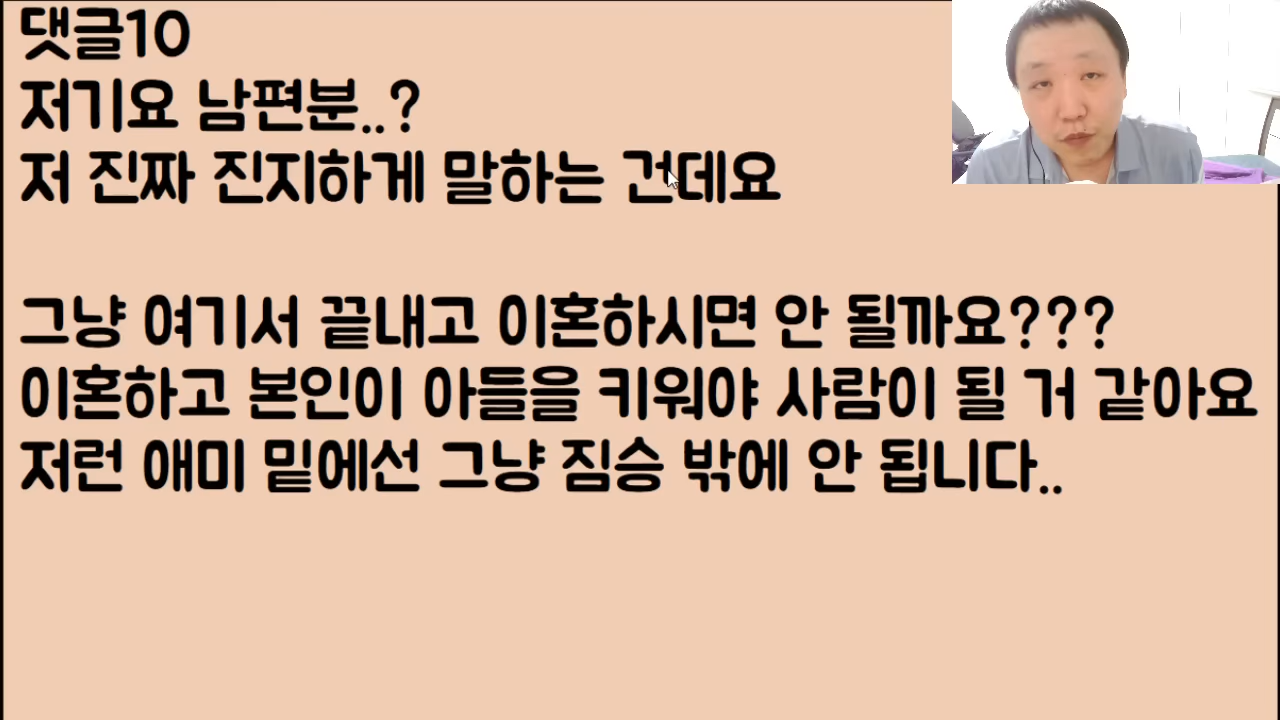 댓글10
저기요 남편분..?
저 진짜 진지하게 말하는 건데요
그냥 여기서 끝내고 이혼하시면 안 될까요???
이혼하고 본인이 아들을 키워야 사람이 될 거 같아요
저런 애미 밑에선 그냥 짐승 밖에 안 됩니다..